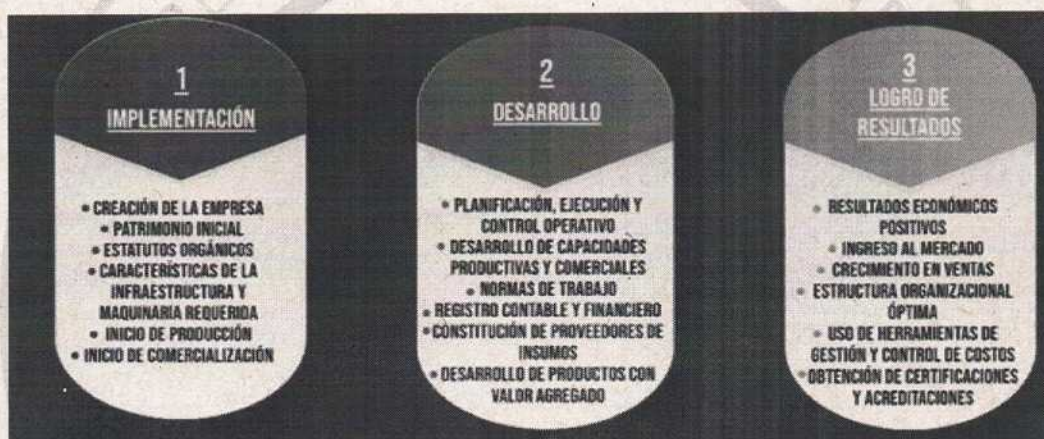 1
IMPLEMENTACIÓN
• CREACIÓN DE LA EMPRESA
• PATRIMONIO INICIAL
• ESTATUTOS ORGÁNICOS
• CARACTERÍSTICAS DE LA
INFRAESTRUCTURA Y
MAQUINARIA REQUERIDA
• INICIO DE PRODUCCIÓN
• INICIO DE COMERCIALIZACIÓN
2
DESARROLLO
• PLANIFICACIÓN, EJECUCIÓN Y
CONTROL OPERATIVO
• DESARROLLO DE CAPACIDADES
PRODUCTIVAS Y COMERCIALES
• NORMAS DE TRABAJO
• REGISTRO CONTABLE Y FINANCIERO
• CONSTITUCIÓN DE PROVEEDORES DE
INSUMOS
• DESARROLLO DE PRODUCTOS CON
VALOR AGREGADO
3
LOGRO DE
RESULTADOS
• RESULTADOS ECONÓMICOS
POSITIVOS
• INGRESO AL MERCADO
• CRECIMIENTO EN VENTAS
• ESTRUCTURA ORGANIZACIONAL
ÓPTIMA
• USO DE HERRAMIENTAS DE
GESTIÓN Y CONTROL DE COSTOS
• OBTENCIÓN DE CERTIFICACIONES
Y ACREDITACIONES